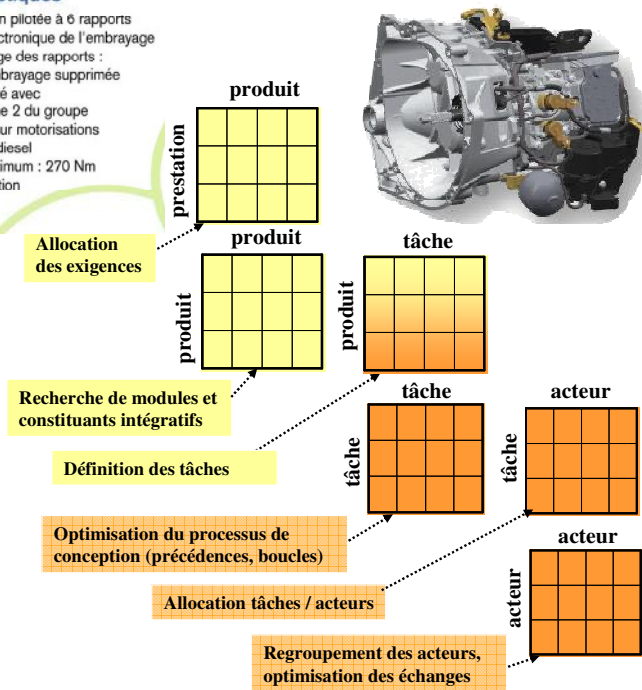 n pilotée à 6 rapports
ctronique de l'embrayage
ge des rapports :
brayage supprimée
é avec
e 2 du groupe
ur motorisations
diesel
imum : 270 Nm
tion
produit
prestation
Allocation
des exigences
produit
produit
tâche
produit
Recherche de modules et
constituants intégratifs
Définition des tâches
tâche
tâche
acteur
tâche
Optimisation du processus de
conception (précédences, boucles)
Allocation tâches / acteurs
acteur
acteur
Regroupement des acteurs,
optimisation des échanges